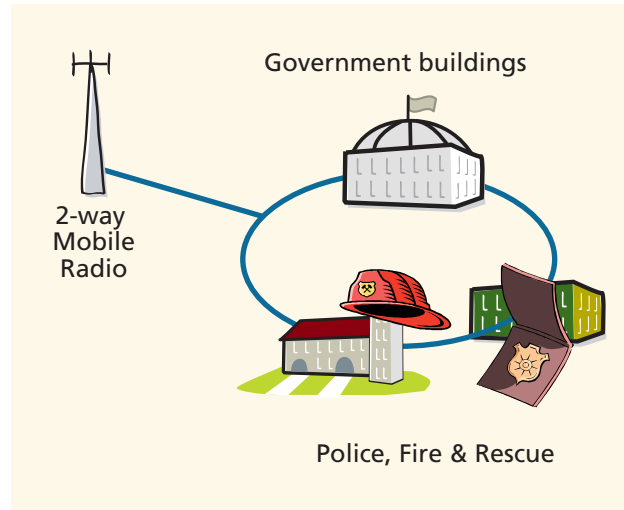 Government buildings
2-way
Mobile
Radio
Police, Fire & Rescue